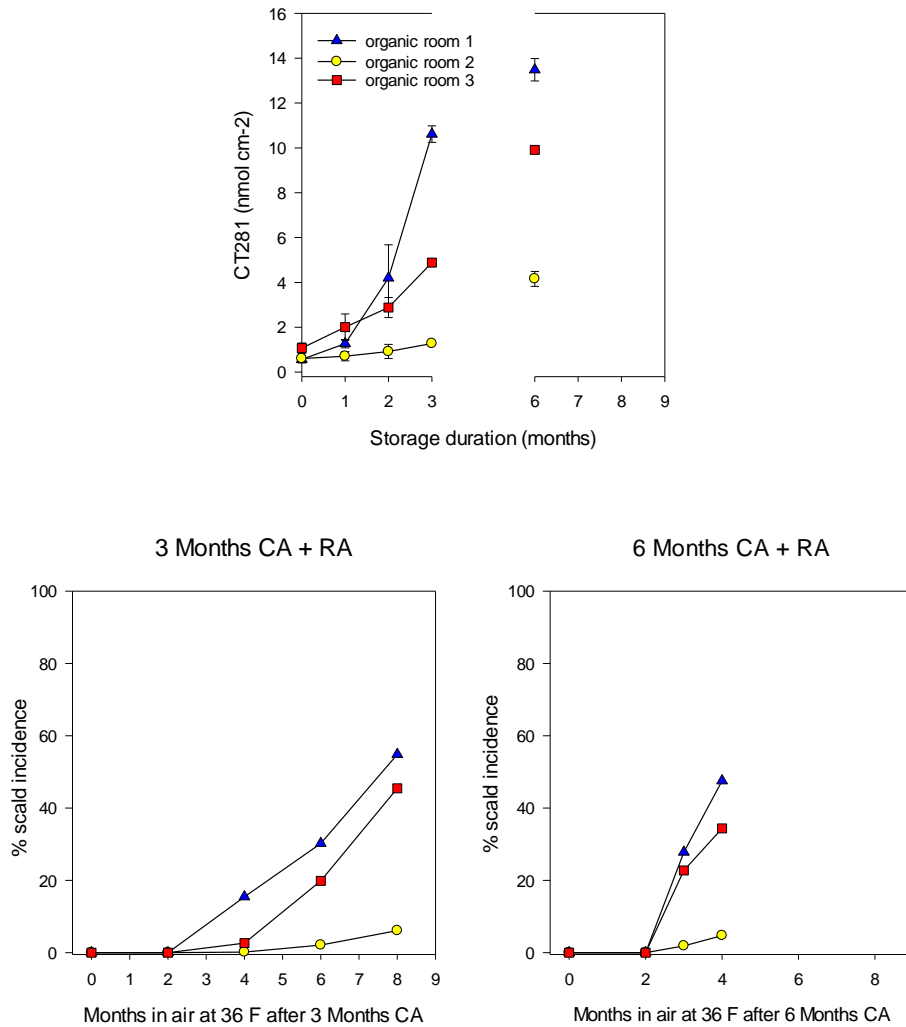 16
14
12
10
8
6
4
2
0
CT281 (nmol cm-2)
organic room 1
organic room 2
organic room 3
0 1 2 3 6 7 8 9
Storage duration (months)
3 Months CA + RA
100
80
60
40
20
0
% scald incidence
0 1 2 3 4 5 6 7 8 9
Months in air at 36 F after 3 Months CA
6 Months CA + RA
100
80
60
40
20
0
% scald incidence
0 2 4 6 8
Months in air at 36 F after 6 Months CA